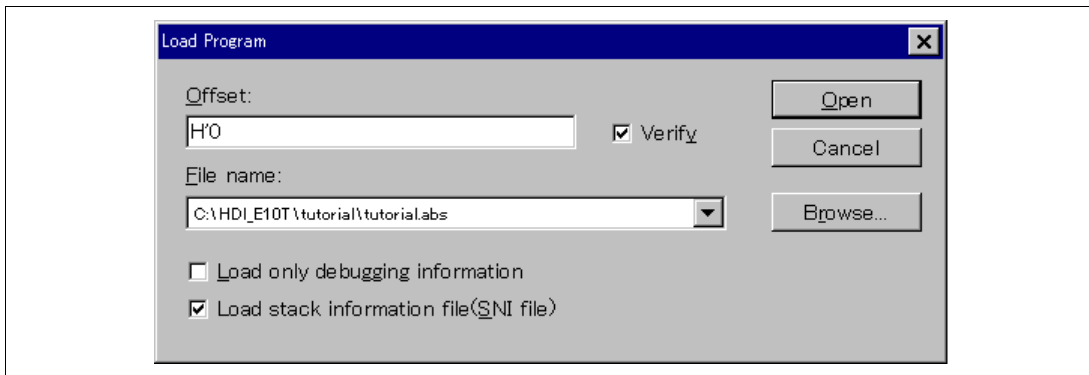 Load Program
Offset:
H'0
Verify
Open
Cancel
File name:
C:\HDI_E10T\tutorial\tutorial.abs
Browse...
Load only debugging information
Load stack information file(SNI file)